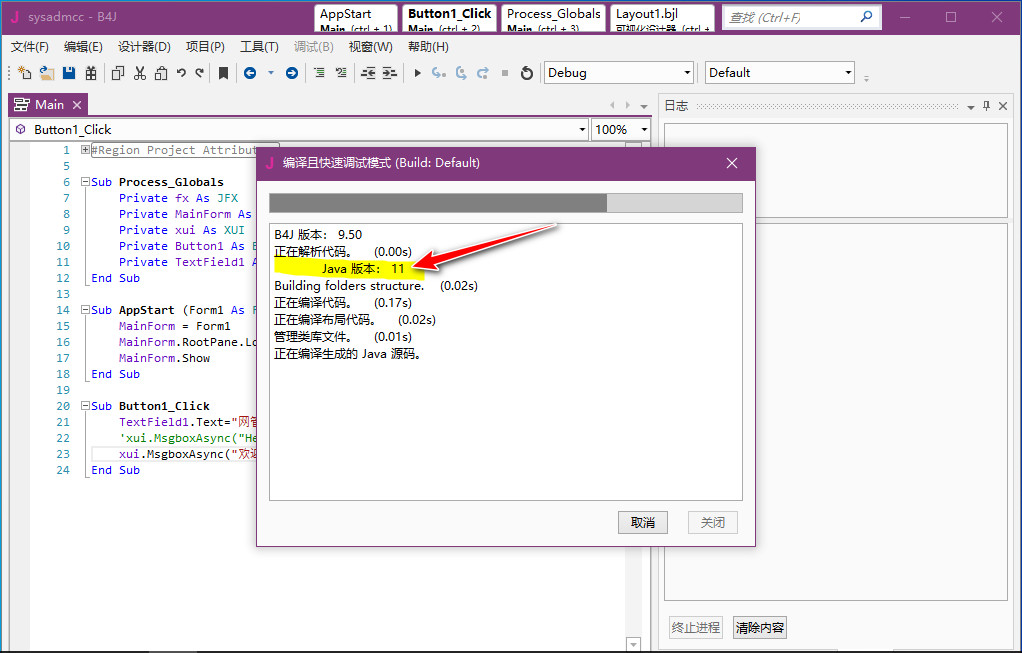 sysadmcc - B4J
AppStart
Main (ctrl + 1)
Button1_Click
Main (ctrl + 2)
Process_Globals
Main (ctrl + 3)
Layout1.bjl
可视化设计器 (ctrl +
查找 (Ctrl+F)
文件(F) 编辑(E) 设计器(D) 项目(P) 工具(T) 调试(B) 视窗(W) 帮助(H)
Debug Default
Main
日志
Button1_Click 100%
1 #Region Project Attribut
5
6 Sub Process_Globals
7 Private fx As JFX
8 Private MainForm As
9 Private xui As XUI
10 Private Button1 As
11 Private TextField1
12 End Sub
13
14 Sub AppStart (Form1 As
15 MainForm = Form1
16 MainForm.RootPane.Lo
17 MainForm.Show
18 End Sub
19
20 Sub Button1_Click
21 TextField1.Text="网管
22 'xui.MsgboxAsync("He
23 xui.MsgboxAsync("欢迎
24 End Sub
编译且快速调试模式 (Build: Default)
B4J 版本: 9.50
正在解析代码。 (0.00s)
Java 版本: 11
Building folders structure. (0.02s)
正在编译代码。 (0.17s)
正在编译布局代码。 (0.02s)
管理类库文件。 (0.01s)
正在编译生成的 Java 源码。
取消 关闭
终止进程 清除内容